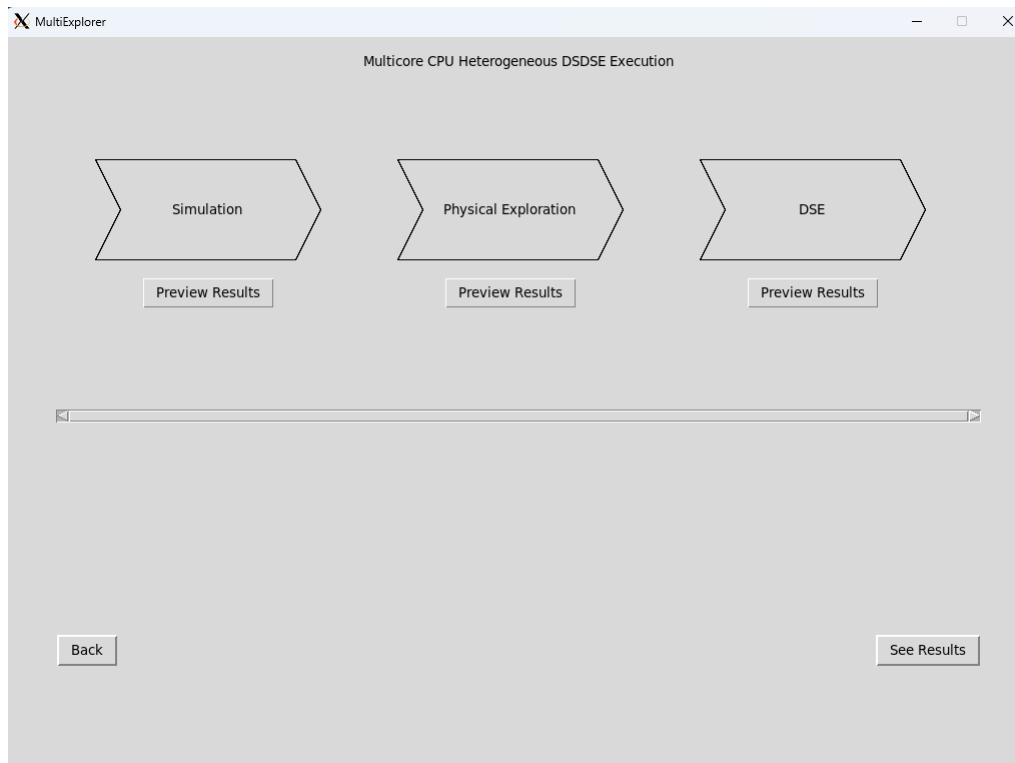 MultiExplorer
Multicore CPU Heterogeneous DSDSE Execution
Simulation
Physical Exploration
DSE
Preview Results
Preview Results
Preview Results
Back
See Results